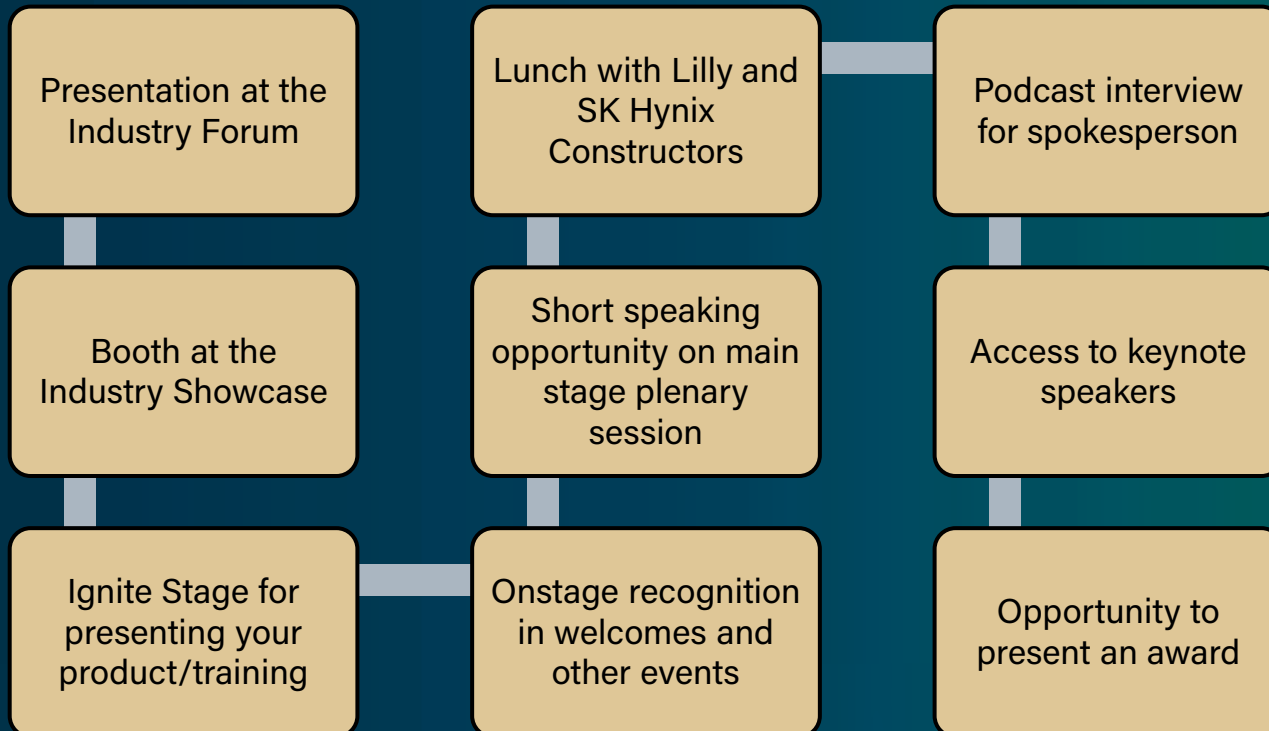 Presentation at the
Industry Forum
Booth at the
Industry Showcase
Ignite Stage for
presenting your
product/training
Onstage recognition
in welcomes and
other events
Short speaking
opportunity on main
stage plenary
session
Lunch with Lilly and
SK Hynix
Constructors
Podcast interview
for spokesperson
Access to keynote
speakers
Opportunity to
present an award